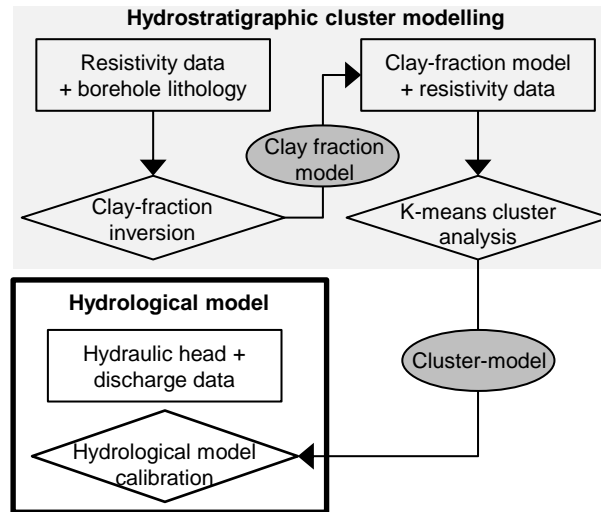 Hydrostratigraphic cluster modelling
Resistivity data
+ borehole lithology
Clay-fraction model
+ resistivity data
Clay fraction
model
Clay-fraction
inversion
K-means cluster
analysis
Hydrological model
Hydraulic head +
discharge data
Cluster-model
Hydrological model
calibration